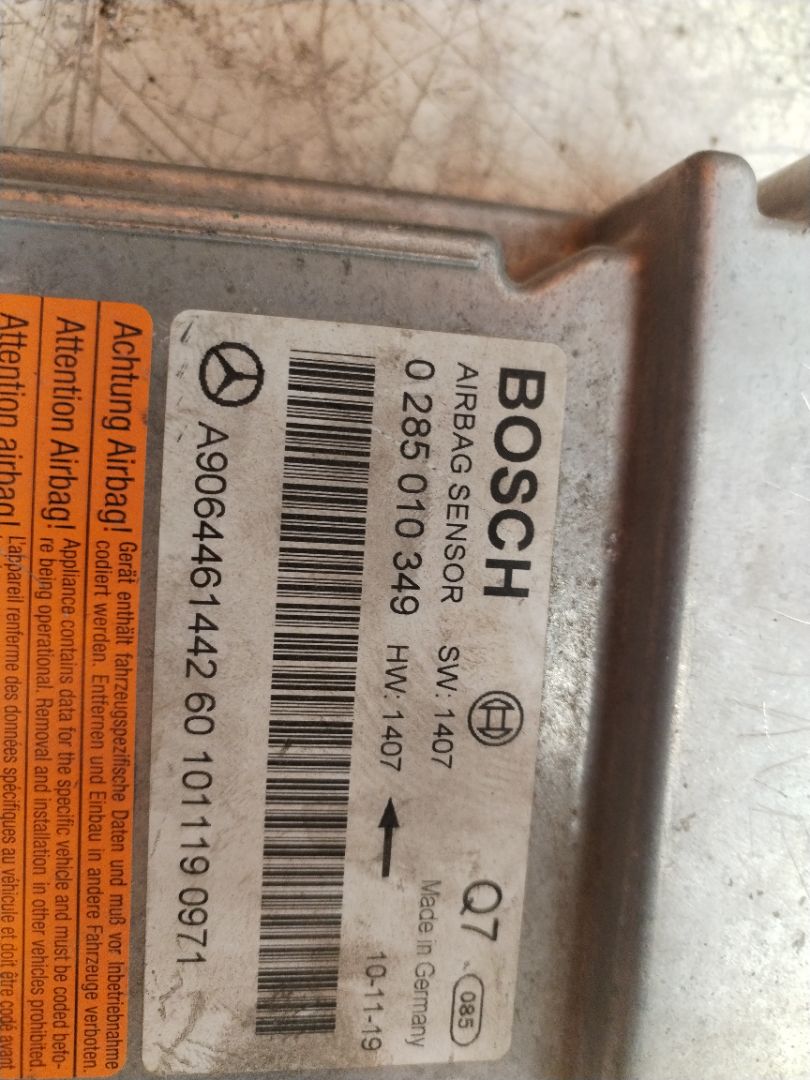 BOSCH
AIRBAG SENSOR SW: 1407
0 285 010 349 HW: 1407
Q7
085
Made in Germany
10-11-19
A9064461442 60 101119 0971
Achtung Airbag! Gerät enthält fahrzeugspezifische Daten und muß vor Inbetriebnahme
codiert werden. Entfernen und Einbau in andere Fahrzeuge verboten.
Attention Airbag! Appliance contains data for the specific vehicle and must be coded befo-
re being operational. Removal and installation in other vehicles prohibited.
Attention airbag! L'appareil renferme des données spécifiques au véhicule et doit être codé avant